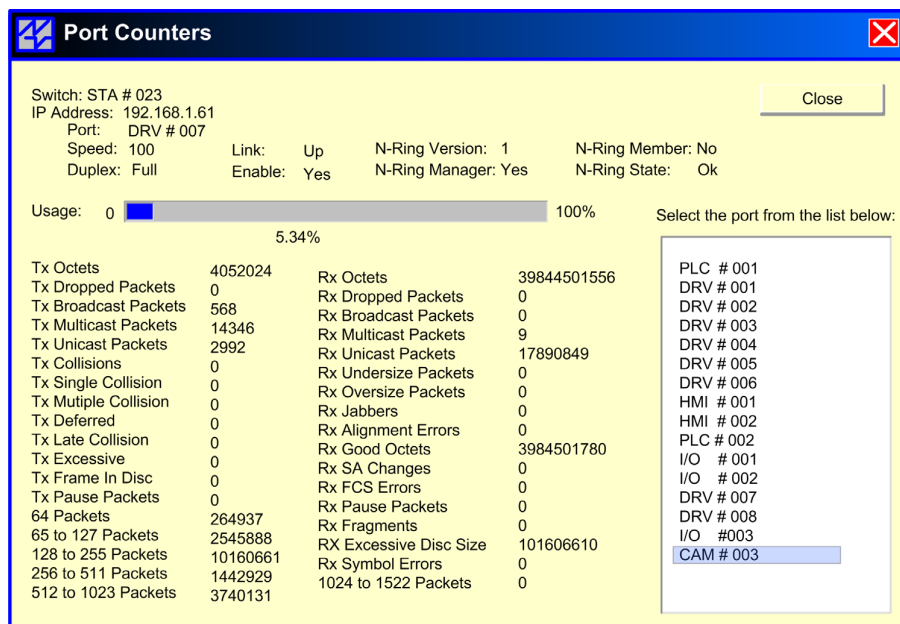 Port Counters
Switch: STA # 023
Close
IP Address: 192.168.1.61
Port: DRV # 007
Speed: 100 Link: Up N-Ring Version: 1 N-Ring Member: No
Duplex: Full Enable: Yes N-Ring Manager: Yes N-Ring State: Ok
Usage: 0 100%
5.34%
Tx Octets 4052024
Tx Dropped Packets 0
Tx Broadcast Packets 568
Tx Multicast Packets 14346
Tx Unicast Packets 2992
Tx Collisions 0
Tx Single Collision 0
Tx Mutiple Collision 0
Tx Deferred 0
Tx Late Collision 0
Tx Excessive 0
Tx Frame In Disc 0
Tx Pause Packets 0
64 Packets 264937
65 to 127 Packets 2545888
128 to 255 Packets 10160661
256 to 511 Packets 1442929
512 to 1023 Packets 3740131
Rx Octets 39844501556
Rx Dropped Packets 0
Rx Broadcast Packets 0
Rx Multicast Packets 9
Rx Unicast Packets 17890849
Rx Undersize Packets 0
Rx Oversize Packets 0
Rx Jabbers 0
Rx Alignment Errors 0
Rx Good Octets 3984501780
Rx SA Changes 0
Rx FCS Errors 0
Rx Pause Packets 0
Rx Fragments 0
RX Excessive Disc Size 101606610
Rx Symbol Errors 0
1024 to 1522 Packets 0
Select the port from the list below:
PLC # 001
DRV # 001
DRV # 002
DRV # 003
DRV # 004
DRV # 005
DRV # 006
HMI # 001
HMI # 002
PLC # 002
I/O # 001
I/O # 002
DRV # 007
DRV # 008
I/O #003
CAM # 003